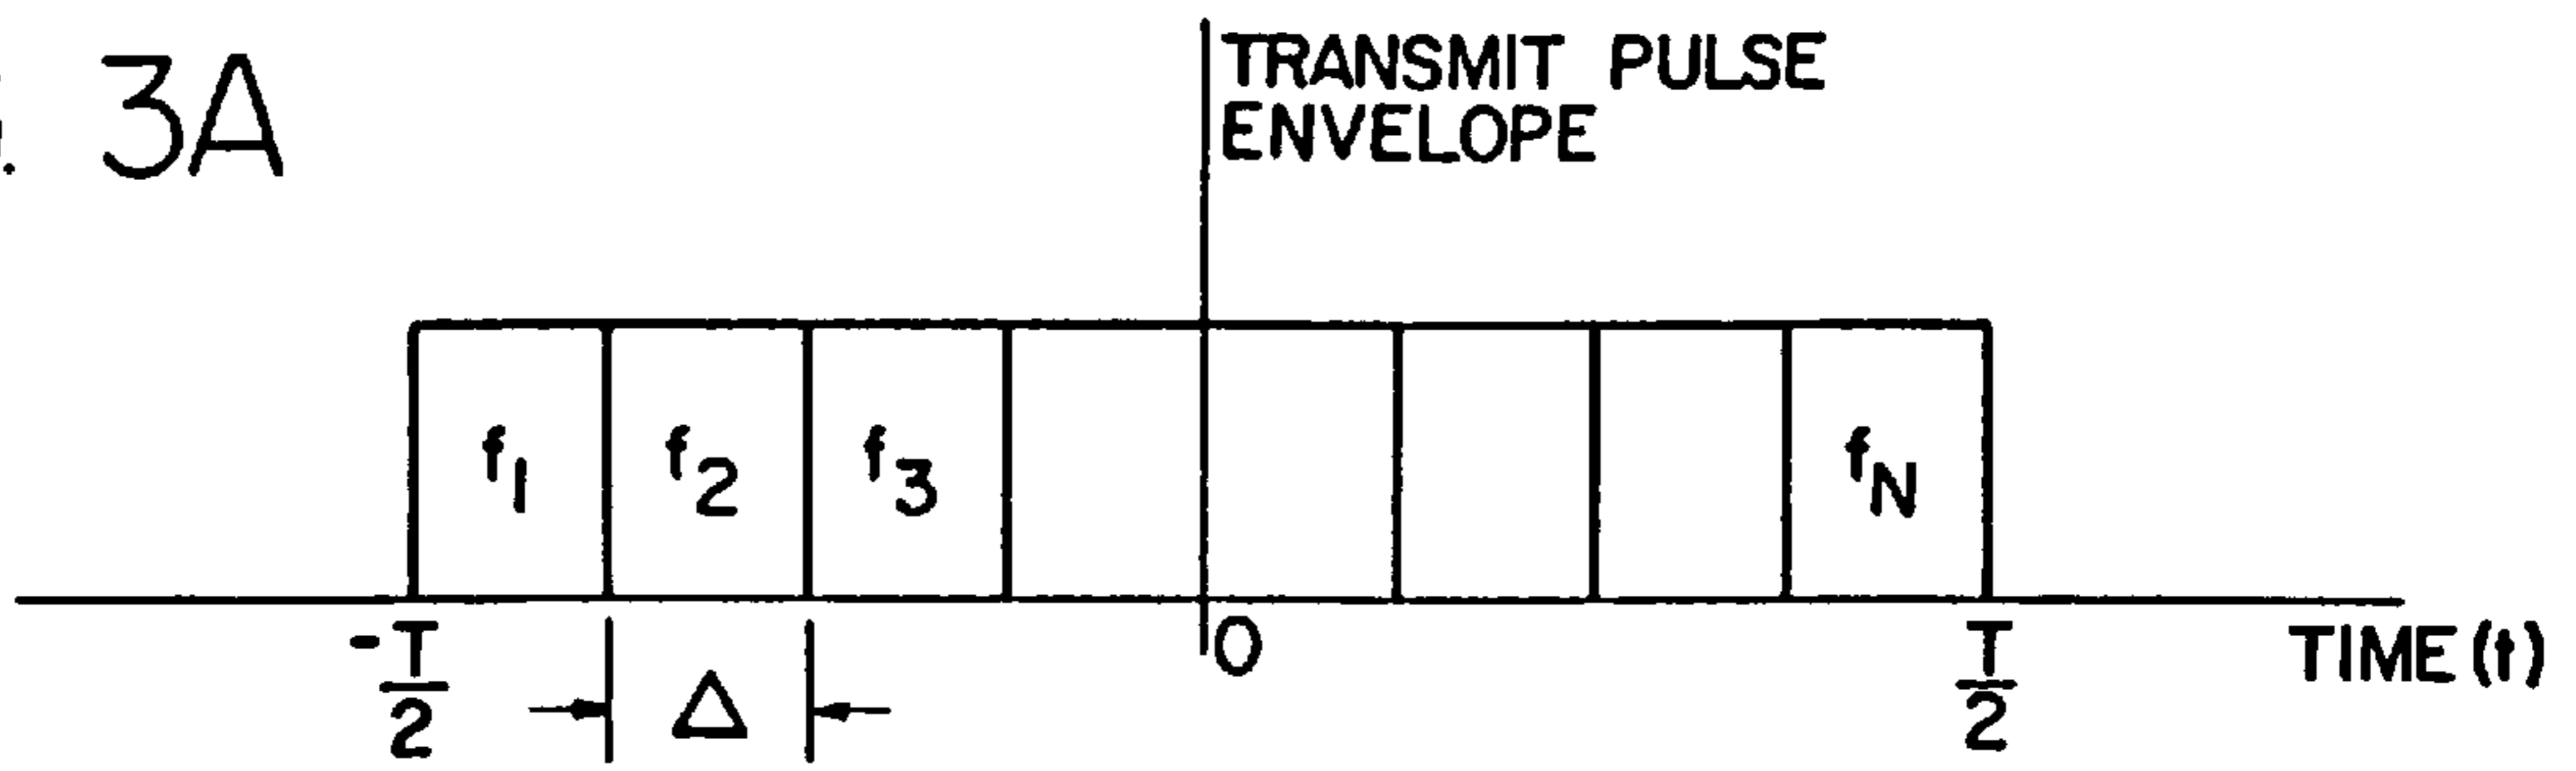 . 3A
TRANSMIT PULSE
ENVELOPE
f1 f2 f3 fN
-T/2 Δ 0 T/2 TIME(t)